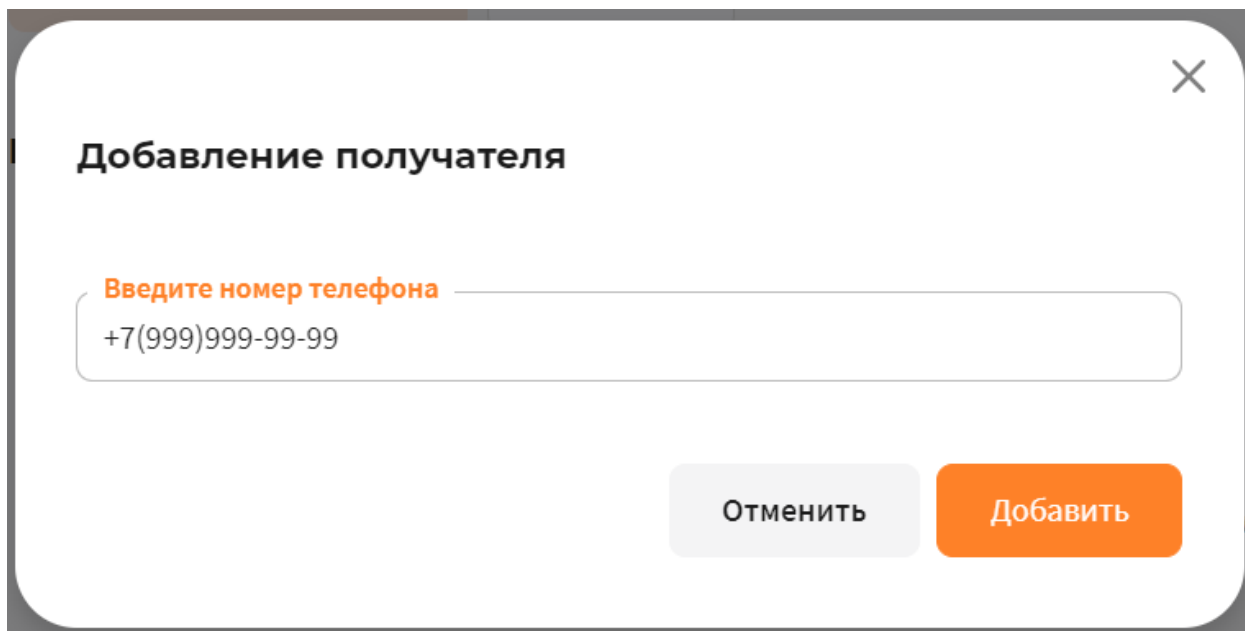 Добавление получателя
Введите номер телефона
+7(999)999-99-99
Отменить
Добавить